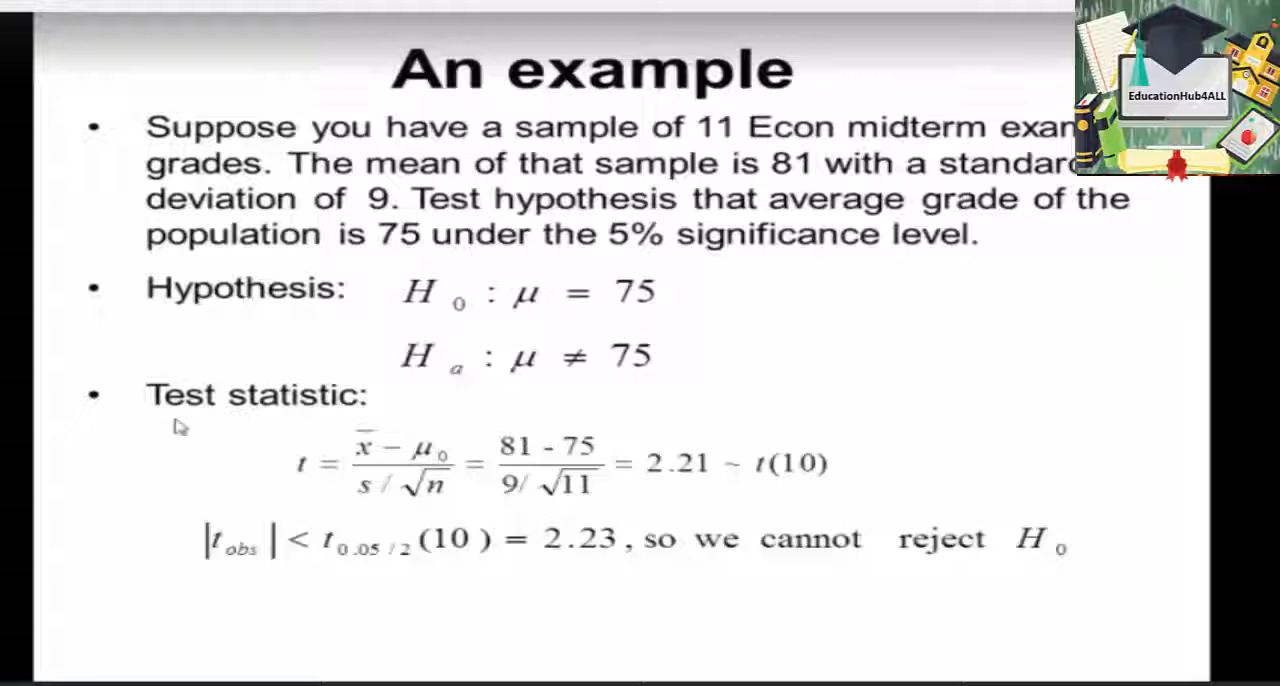 An example
EducationHub4ALL
• Suppose you have a sample of 11 Econ midterm exam
grades. The mean of that sample is 81 with a standard
deviation of 9. Test hypothesis that average grade of the
population is 75 under the 5% significance level.
• Hypothesis: H₀ : μ = 75
Hₐ : μ ≠ 75
• Test statistic:
t = (x̄ − μ₀) / (s / √n) = (81 - 75) / (9/ √11) = 2.21 ~ t(10)
|t_obs| < t_0.05/2 (10) = 2.23, so we cannot reject H₀